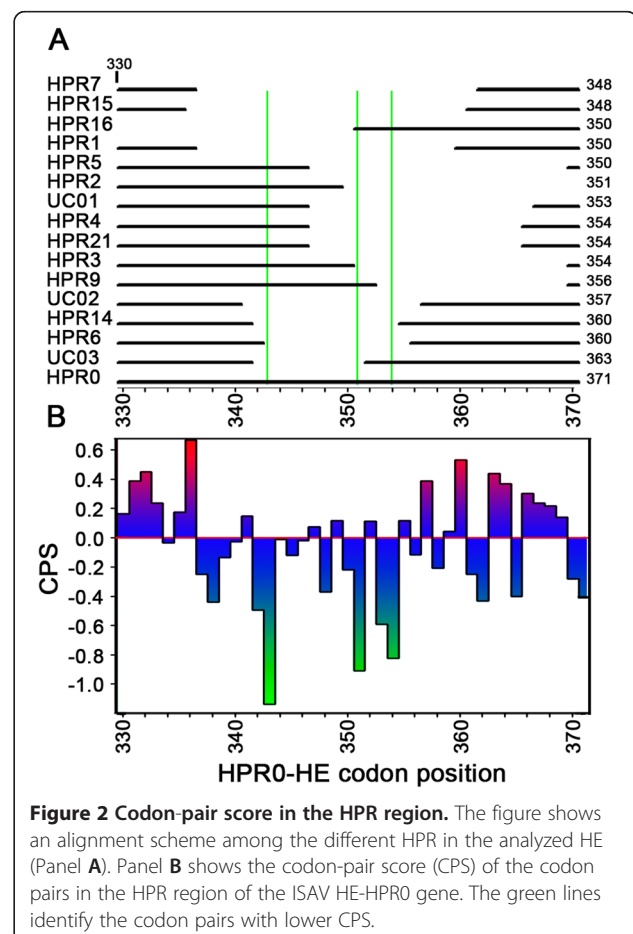 A
330
HPR7 348
HPR15 348
HPR16 350
HPR1 350
HPR5 350
HPR2 351
UC01 353
HPR4 354
HPR21 354
HPR3 354
HPR9 356
UC02 357
HPR14 360
HPR6 360
UC03 363
HPR0 371
330 340 350 360 370
B
0.6
0.4
0.2
0.0
-0.2
-0.4
-0.6
-0.8
-1.0
CPS
330 340 350 360 370
HPR0-HE codon position
Figure 2 Codon-pair score in the HPR region. The figure shows
an alignment scheme among the different HPR in the analyzed HE
(Panel A). Panel B shows the codon-pair score (CPS) of the codon
pairs in the HPR region of the ISAV HE-HPR0 gene. The green lines
identify the codon pairs with lower CPS.